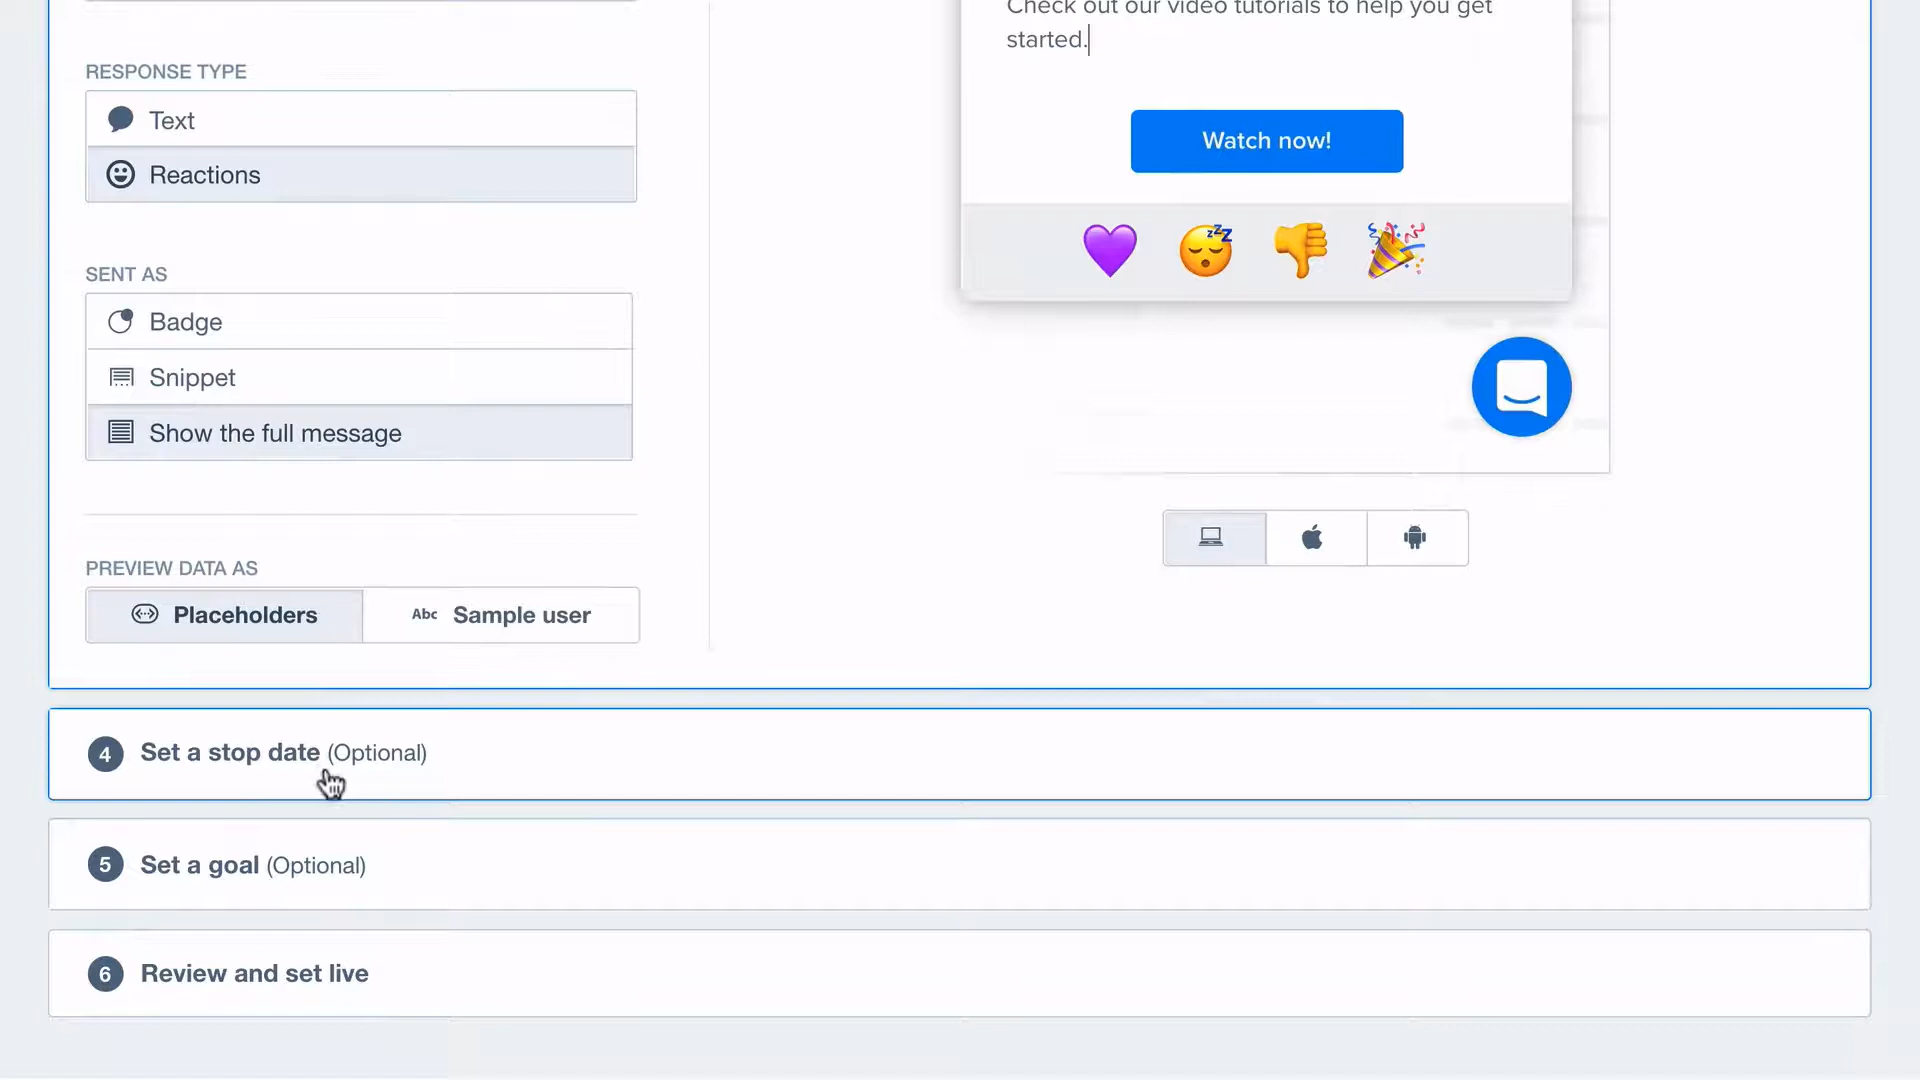 Check out our video tutorials to help you get
started.
RESPONSE TYPE
Text
Reactions
Watch now!
SENT AS
Badge
Snippet
Show the full message
PREVIEW DATA AS
Placeholders
Abc Sample user
4 Set a stop date (Optional)
5 Set a goal (Optional)
6 Review and set live